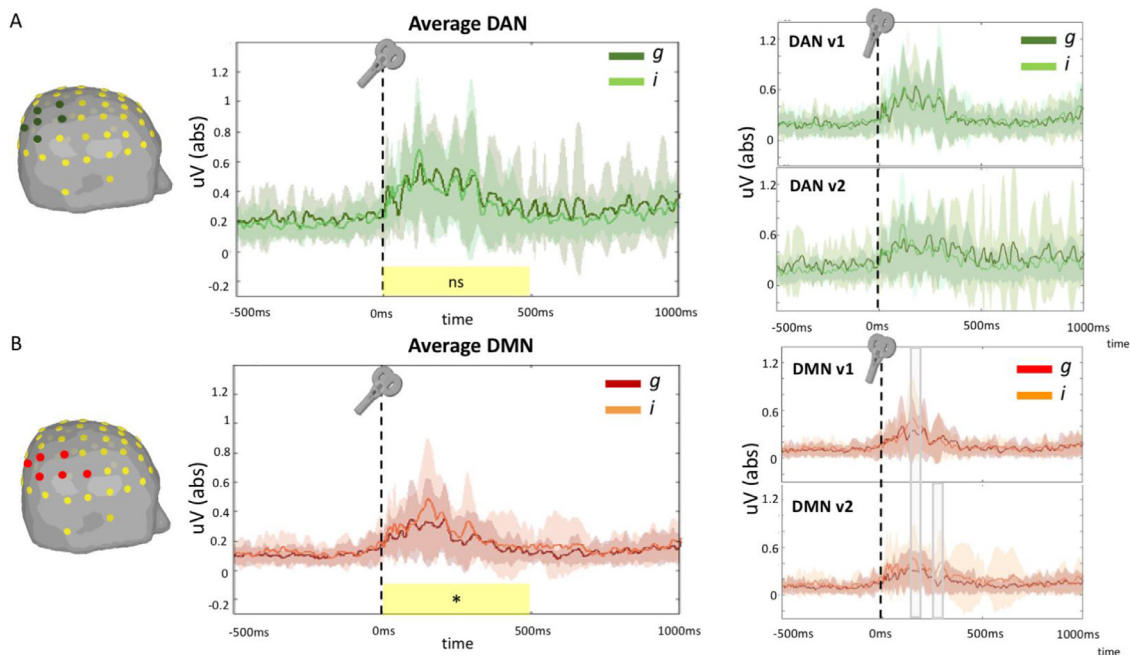 A
Average DAN
g
i
uV (abs)
1.2
1
0.8
0.6
0.4
0.2
0
-0.2
ns
-500ms
0ms
500ms
1000ms
time
DAN v1
g
i
1.2
0.6
0
DAN v2
uV (abs)
1.2
0.6
0
-500ms
0ms
500ms
1000ms
time
B
Average DMN
g
i
uV (abs)
1.2
1
0.8
0.6
0.4
0.2
0
-0.2
*
-500ms
0ms
500ms
1000ms
time
DMN v1
g
i
1.2
0.6
0
DMN v2
uV (abs)
1.2
0.6
0
-500ms
0ms
500ms
1000ms
time